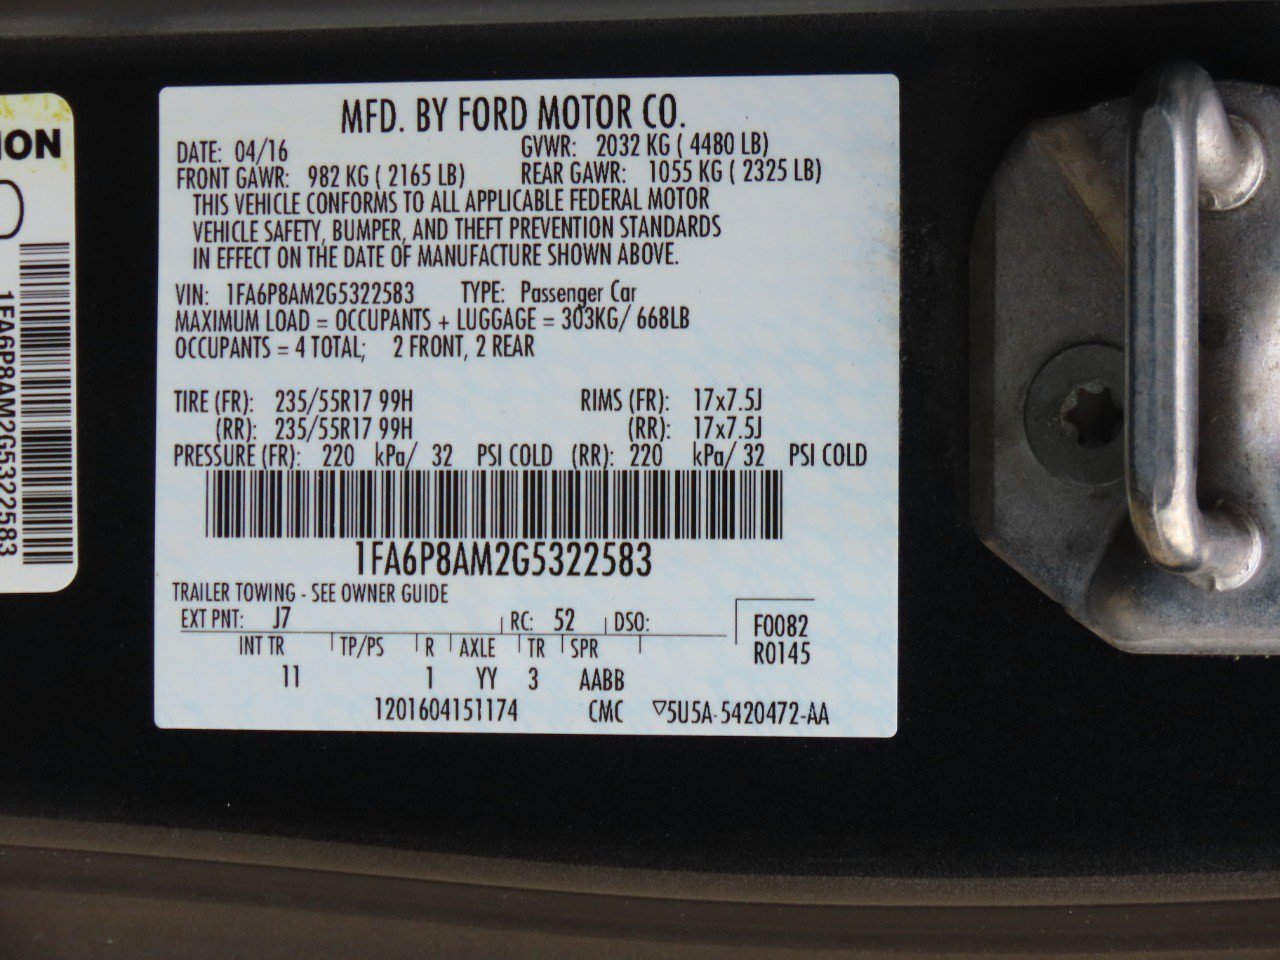 ION
1FA6P8AM2G5322583
MFD. BY FORD MOTOR CO.
DATE: 04/16 GVWR: 2032 KG ( 4480 LB)
FRONT GAWR: 982 KG ( 2165 LB) REAR GAWR: 1055 KG ( 2325 LB)
THIS VEHICLE CONFORMS TO ALL APPLICABLE FEDERAL MOTOR
VEHICLE SAFETY, BUMPER, AND THEFT PREVENTION STANDARDS
IN EFFECT ON THE DATE OF MANUFACTURE SHOWN ABOVE.
VIN: 1FA6P8AM2G5322583 TYPE: Passenger Car
MAXIMUM LOAD = OCCUPANTS + LUGGAGE = 303KG/ 668LB
OCCUPANTS = 4 TOTAL; 2 FRONT, 2 REAR
TIRE (FR): 235/55R17 99H RIMS (FR): 17x7.5J
(RR): 235/55R17 99H (RR): 17x7.5J
PRESSURE (FR): 220 kPa/ 32 PSI COLD (RR): 220 kPa/ 32 PSI COLD
1FA6P8AM2G5322583
TRAILER TOWING - SEE OWNER GUIDE
EXT PNT: J7 RC: 52 DSO: F0082
INT TR TP/PS R AXLE TR SPR R0145
11 1 YY 3 AABB
1201604151174 CMC ▽5U5A-5420472-AA